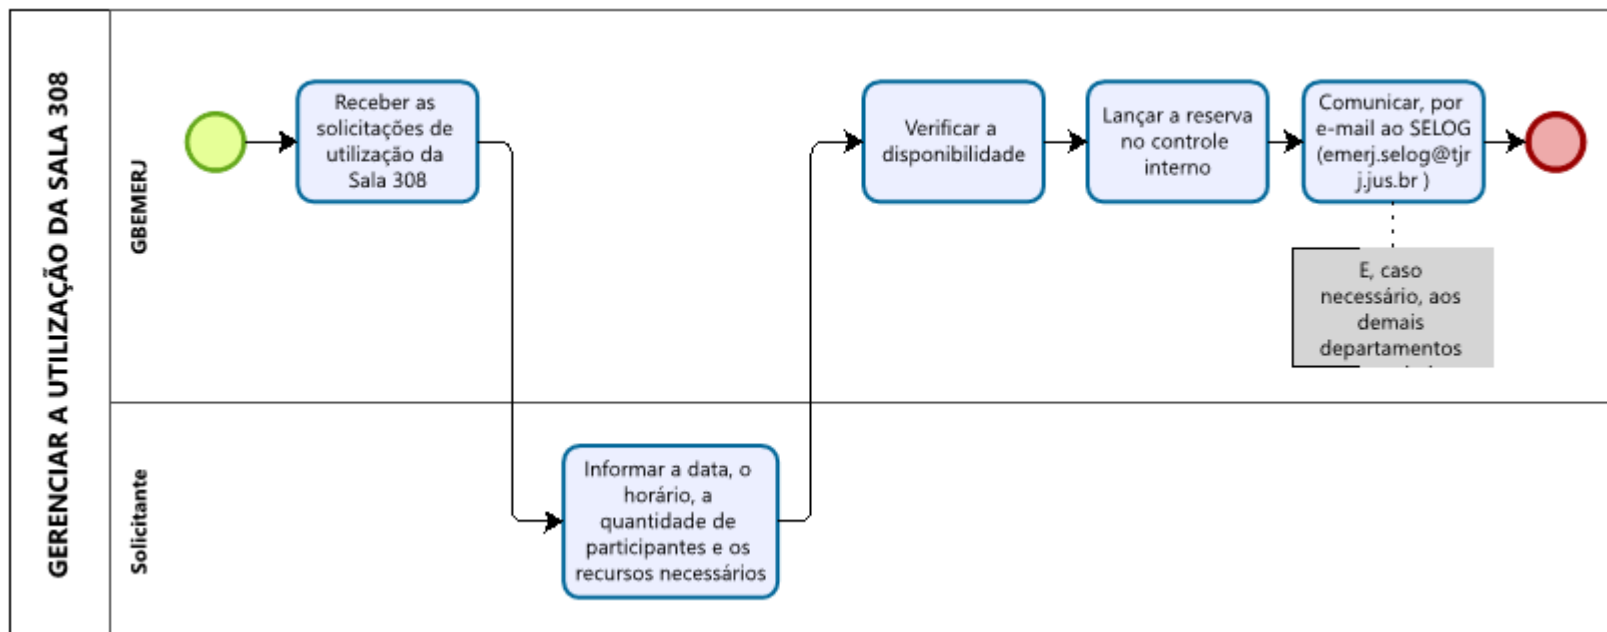 GERENCIAR A UTILIZAÇÃO DA SALA 308
GBEMERJ
Receber as
solicitações de
utilização da
Sala 308
Verificar a
disponibilidade
Lançar a reserva
no controle
interno
Comunicar, por
e-mail ao SELOG
(emerj.selog@tjr
j.jus.br )
E, caso
necessário, aos
demais
departamentos
Solicitante
Informar a data, o
horário, a
quantidade de
participantes e os
recursos necessários